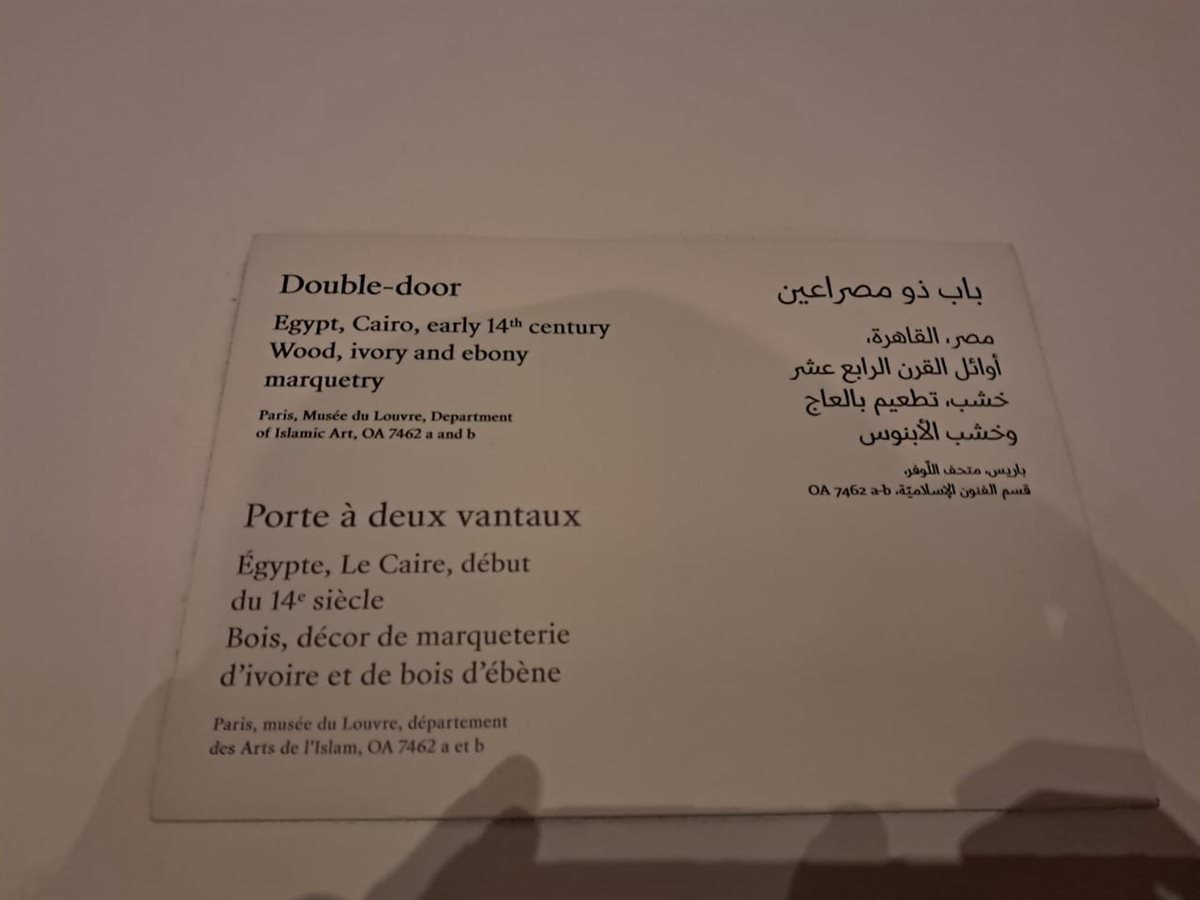 Double-door
Egypt, Cairo, early 14th century
Wood, ivory and ebony
marquetry
Paris, Musée du Louvre, Department
of Islamic Art, OA 7462 a and b
Porte à deux vantaux
Égypte, Le Caire, début
du 14e siècle
Bois, décor de marqueterie
d'ivoire et de bois d'ébène
Paris, musée du Louvre, département
des Arts de l'Islam, OA 7462 a et b
باب ذو مصراعين
مصر، القاهرة،
أوائل القرن الرابع عشر
خشب، تطعيم بالعاج
وخشب الأبنوس
باريس، متحف اللّوفر،
قسم الفنون الإسلاميّة، OA 7462 a-b